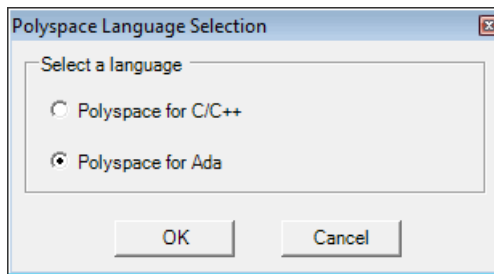 Polyspace Language Selection
Select a language
Polyspace for C/C++
Polyspace for Ada
OK
Cancel